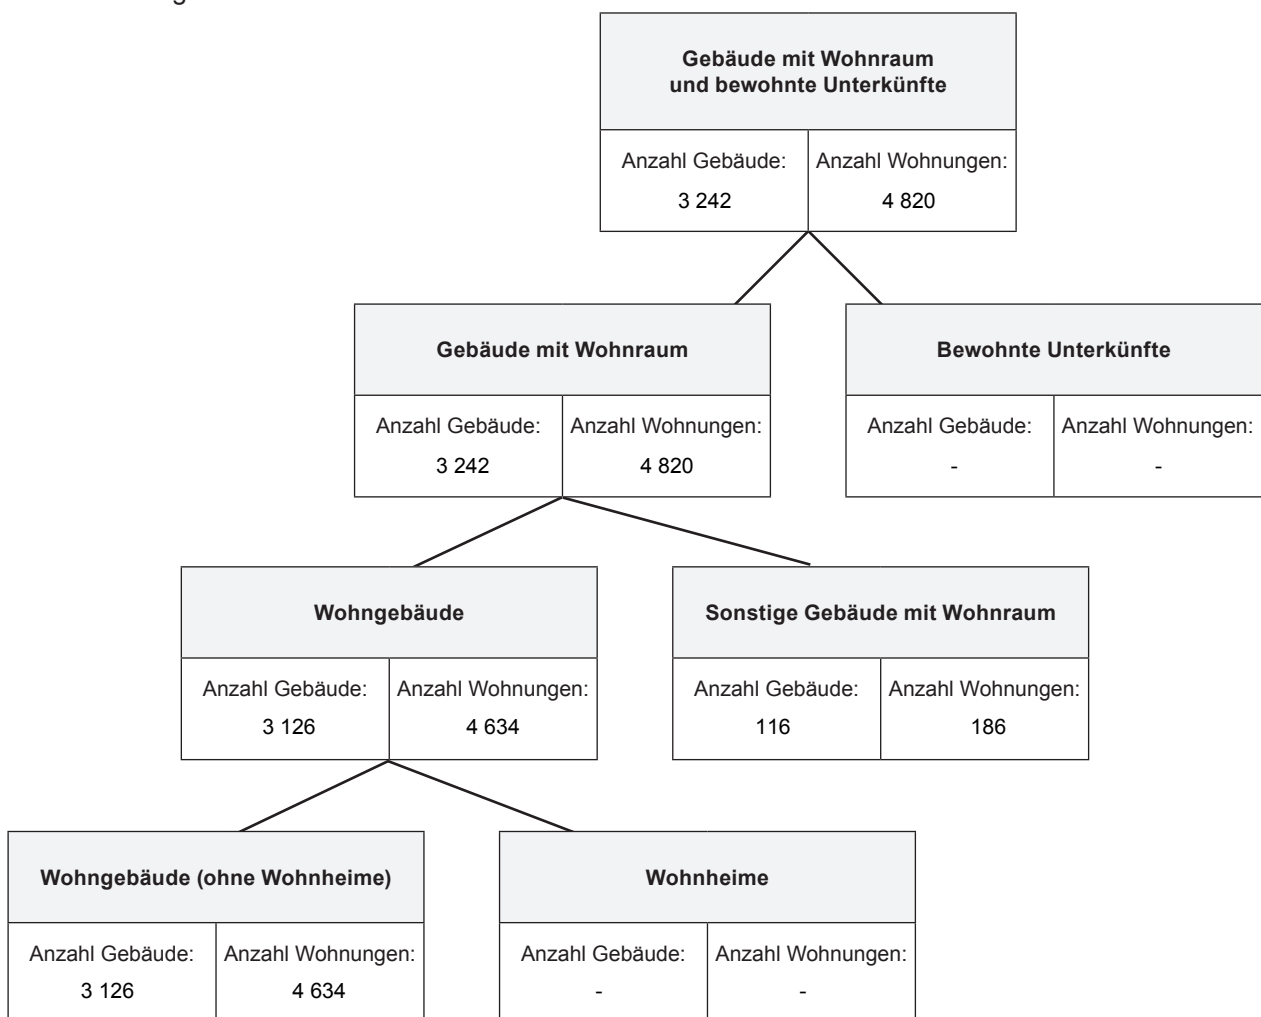 g
Gebäude mit Wohnraum
und bewohnte Unterkünfte
Anzahl Gebäude: Anzahl Wohnungen:
3 242 4 820
Gebäude mit Wohnraum Bewohnte Unterkünfte
Anzahl Gebäude: Anzahl Wohnungen: Anzahl Gebäude: Anzahl Wohnungen:
3 242 4 820 - -
Wohngebäude Sonstige Gebäude mit Wohnraum
Anzahl Gebäude: Anzahl Wohnungen: Anzahl Gebäude: Anzahl Wohnungen:
3 126 4 634 116 186
Wohngebäude (ohne Wohnheime) Wohnheime
Anzahl Gebäude: Anzahl Wohnungen: Anzahl Gebäude: Anzahl Wohnungen:
3 126 4 634 - -